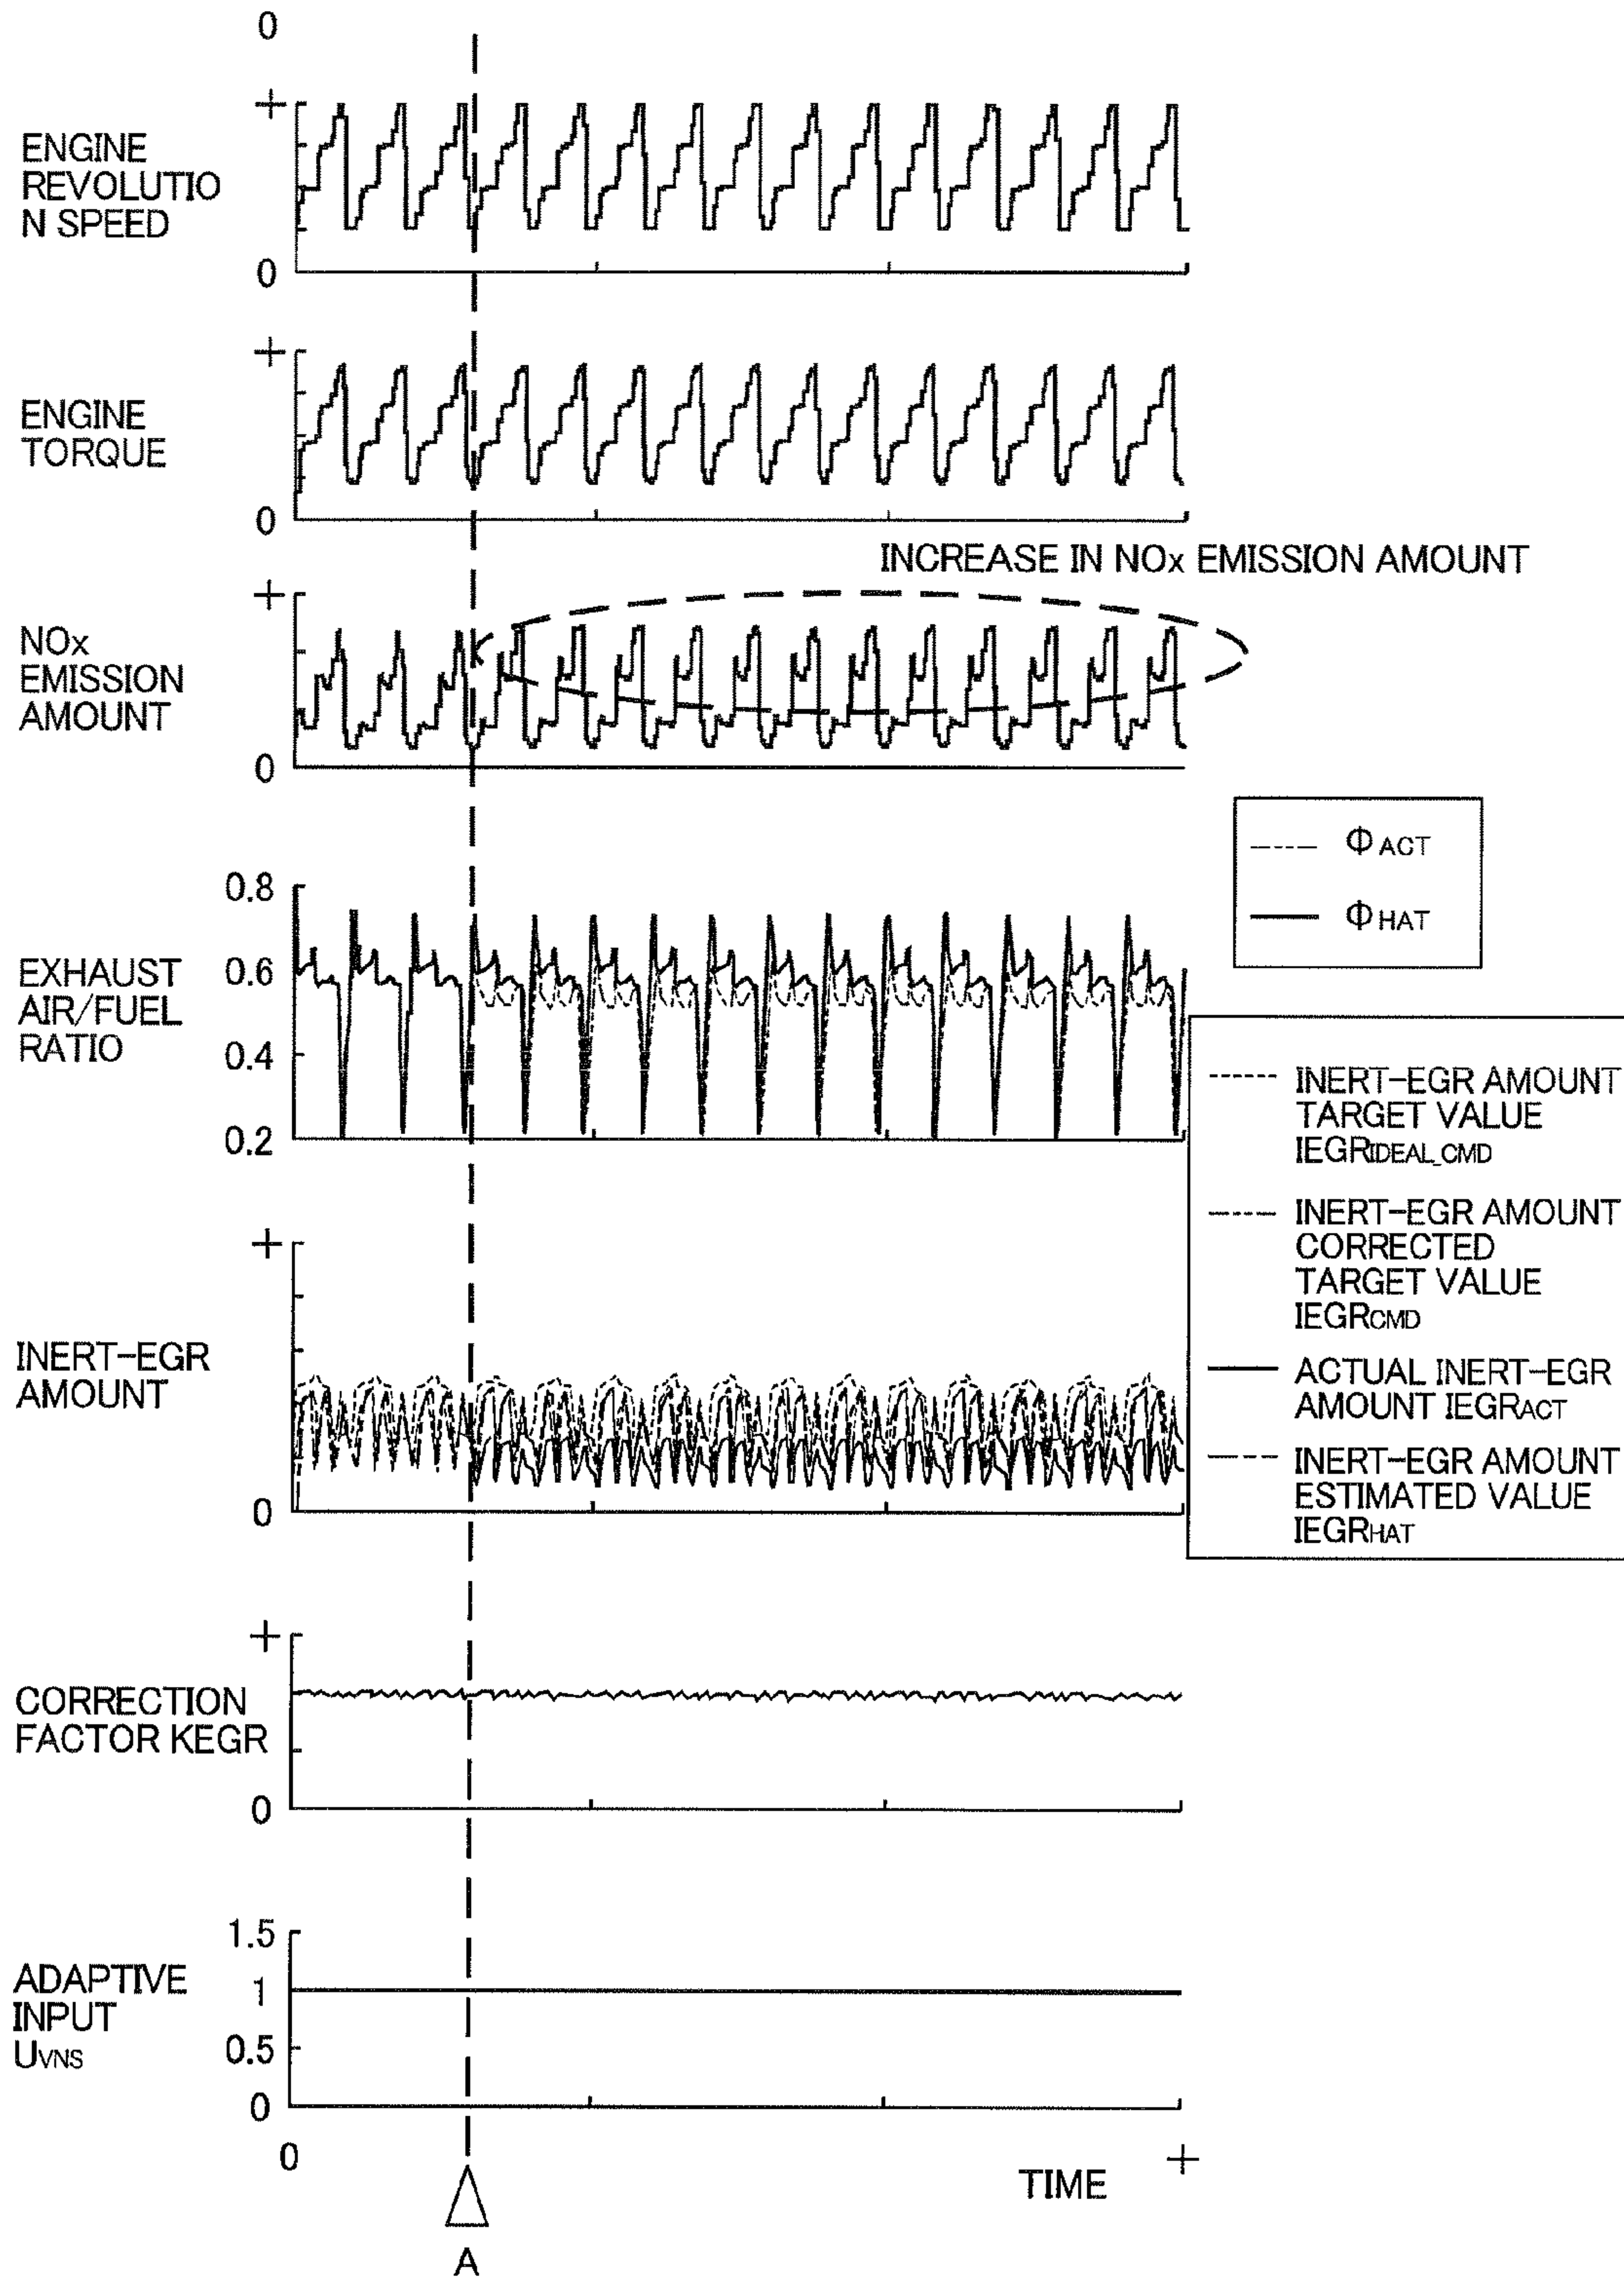 0
+
ENGINE
REVOLUTIO
N SPEED
0
+
ENGINE
TORQUE
0
INCREASE IN NOx EMISSION AMOUNT
+
NOx
EMISSION
AMOUNT
0
Φ ACT
Φ HAT
0.8
0.6
0.4
0.2
EXHAUST
AIR/FUEL
RATIO
INERT-EGR AMOUNT
TARGET VALUE
IEGRIDEAL_CMD
INERT-EGR AMOUNT
CORRECTED
TARGET VALUE
IEGRCMD
ACTUAL INERT-EGR
AMOUNT IEGRACT
INERT-EGR AMOUNT
ESTIMATED VALUE
IEGRHAT
+
INERT-EGR
AMOUNT
0
+
CORRECTION
FACTOR KEGR
0
1.5
1
0.5
0
ADAPTIVE
INPUT
UVNS
0
TIME
+
A